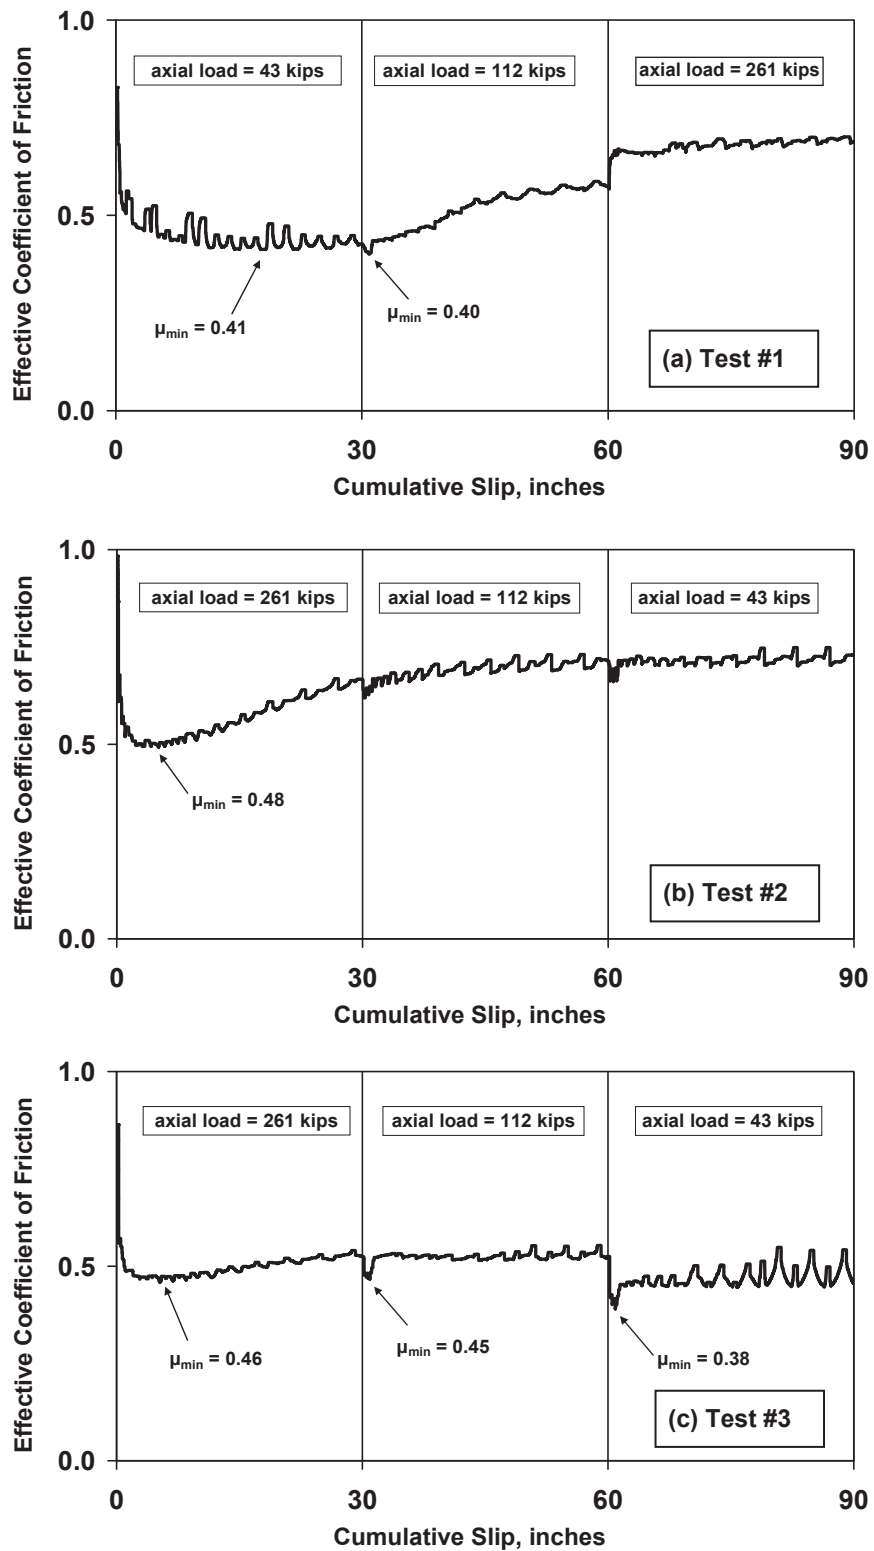 1.0
axial load = 43 kips
axial load = 112 kips
axial load = 261 kips
Effective Coefficient of Friction
0.5
μmin = 0.41
μmin = 0.40
(a) Test #1
0.0
0 30 60 90
Cumulative Slip, inches
1.0
axial load = 261 kips
axial load = 112 kips
axial load = 43 kips
Effective Coefficient of Friction
0.5
μmin = 0.48
(b) Test #2
0.0
0 30 60 90
Cumulative Slip, inches
1.0
axial load = 261 kips
axial load = 112 kips
axial load = 43 kips
Effective Coefficient of Friction
0.5
μmin = 0.46
μmin = 0.45
μmin = 0.38
(c) Test #3
0.0
0 30 60 90
Cumulative Slip, inches